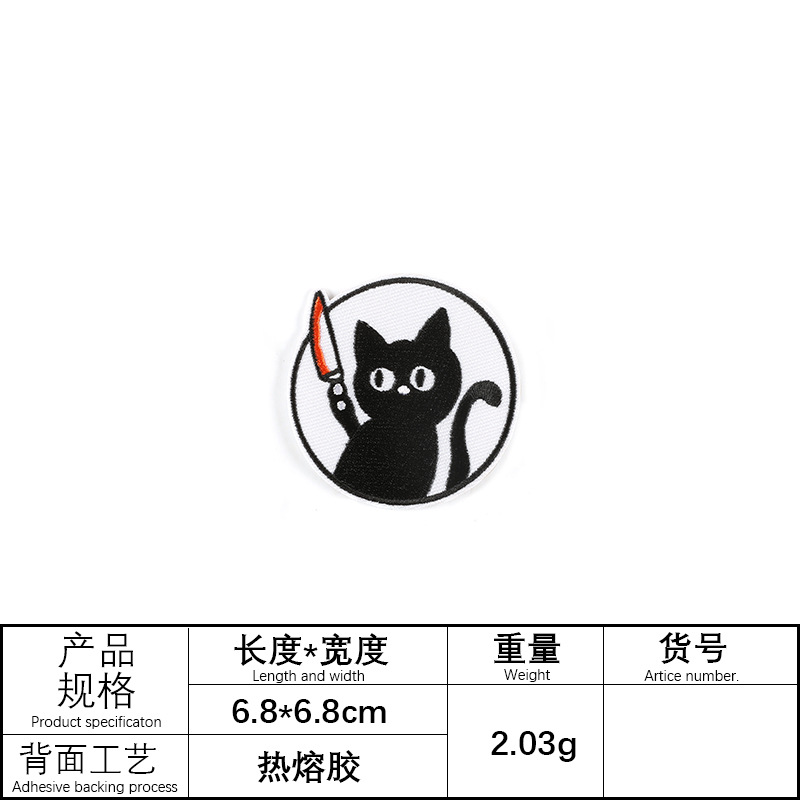 产品
规格
Product specificaton
长度*宽度
Length and width
重量
Weight
货号
Artice number.
6.8*6.8cm
2.03g
背面工艺
Adhesive backing process
热熔胶